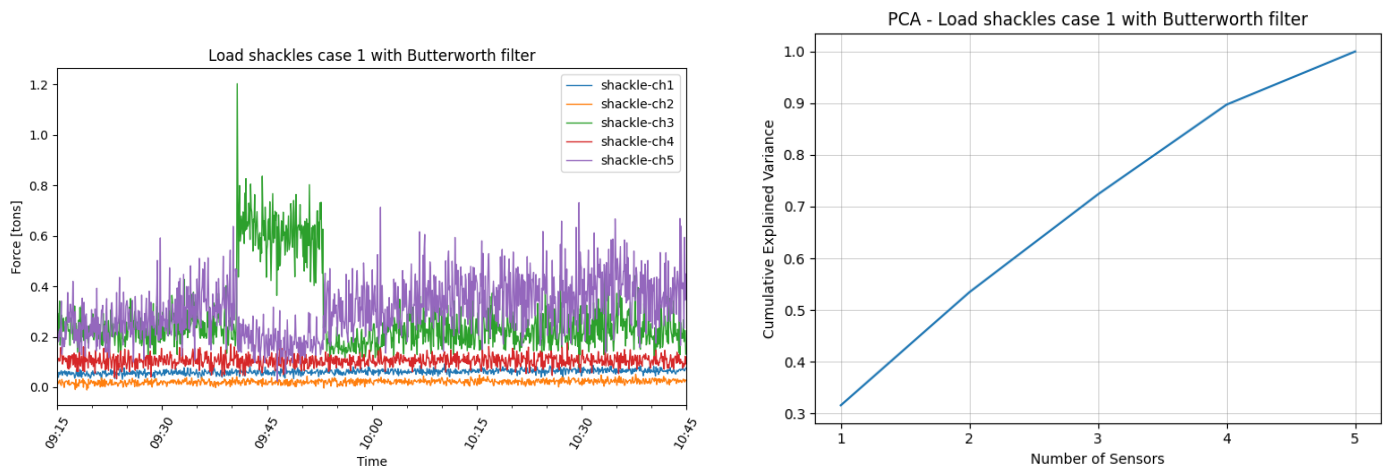 Load shackles case 1 with Butterworth filter
Force [tons]
1.2
1.0
0.8
0.6
0.4
0.2
0.0
shackle-ch1
shackle-ch2
shackle-ch3
shackle-ch4
shackle-ch5
09:15
09:30
09:45
10:00
10:15
10:30
10:45
Time
PCA - Load shackles case 1 with Butterworth filter
Cumulative Explained Variance
1.0
0.9
0.8
0.7
0.6
0.5
0.4
0.3
1
2
3
4
5
Number of Sensors